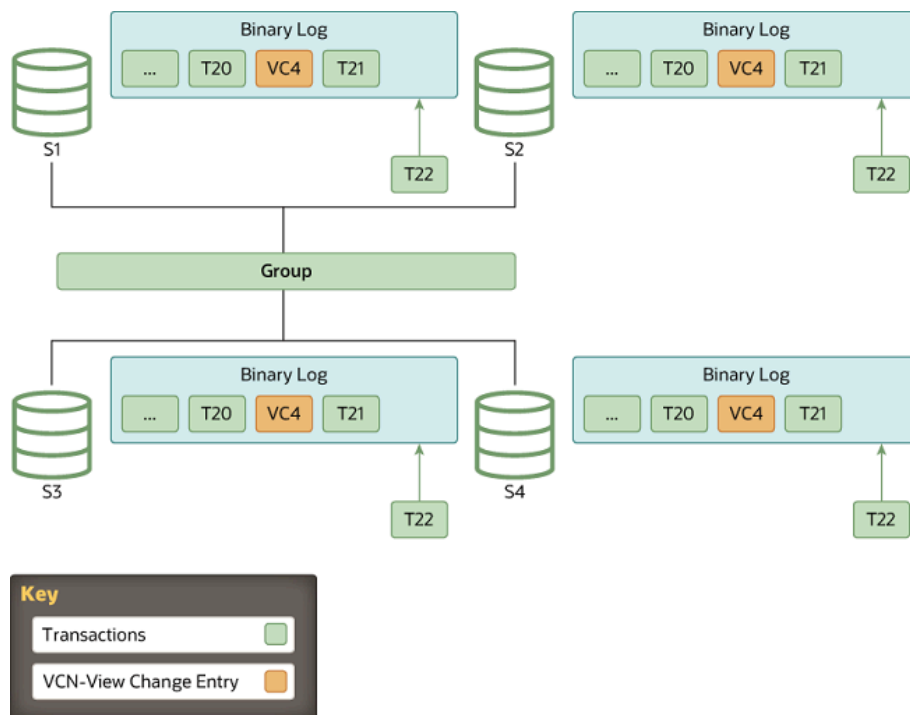 Binary Log
... T20 VC4 T21
S1
T22
Binary Log
... T20 VC4 T21
S2
T22
Group
Binary Log
... T20 VC4 T21
S3
T22
Binary Log
... T20 VC4 T21
S4
T22
Key
Transactions
VCN-View Change Entry